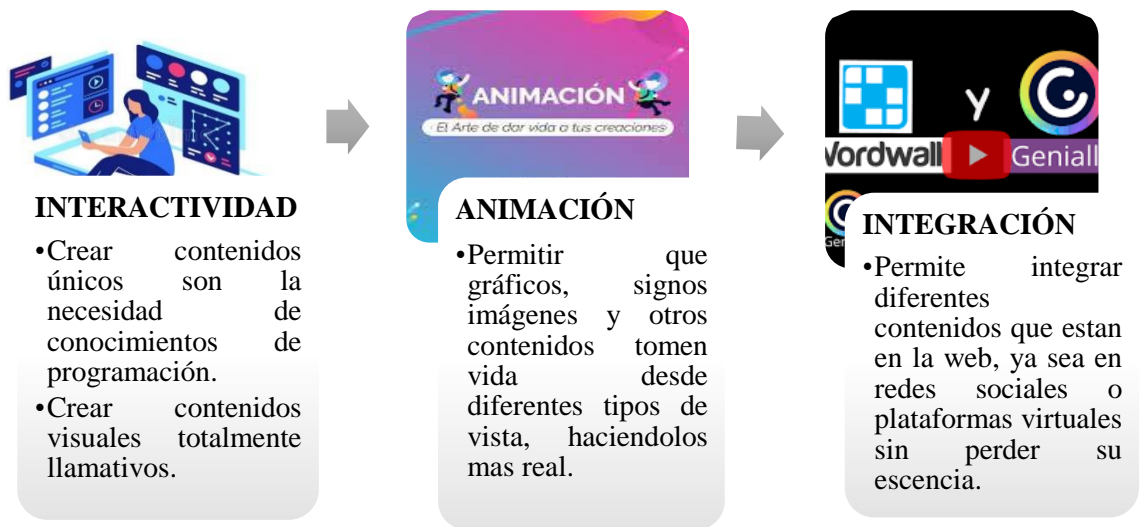 INTERACTIVIDAD
•Crear contenidos
únicos son la
necesidad de
conocimientos de
programación.
•Crear contenidos
visuales totalmente
llamativos.
ANIMACIÓN
El Arte de dar vida a tus creaciones
ANIMACIÓN
•Permitir que
gráficos, signos
imágenes y otros
contenidos tomen
vida desde
diferentes tipos de
vista, haciendolos
mas real.
y
Wordwall
Geniall
Gen
INTEGRACIÓN
•Permite integrar
diferentes
contenidos que estan
en la web, ya sea en
redes sociales o
plataformas virtuales
sin perder su
escencia.